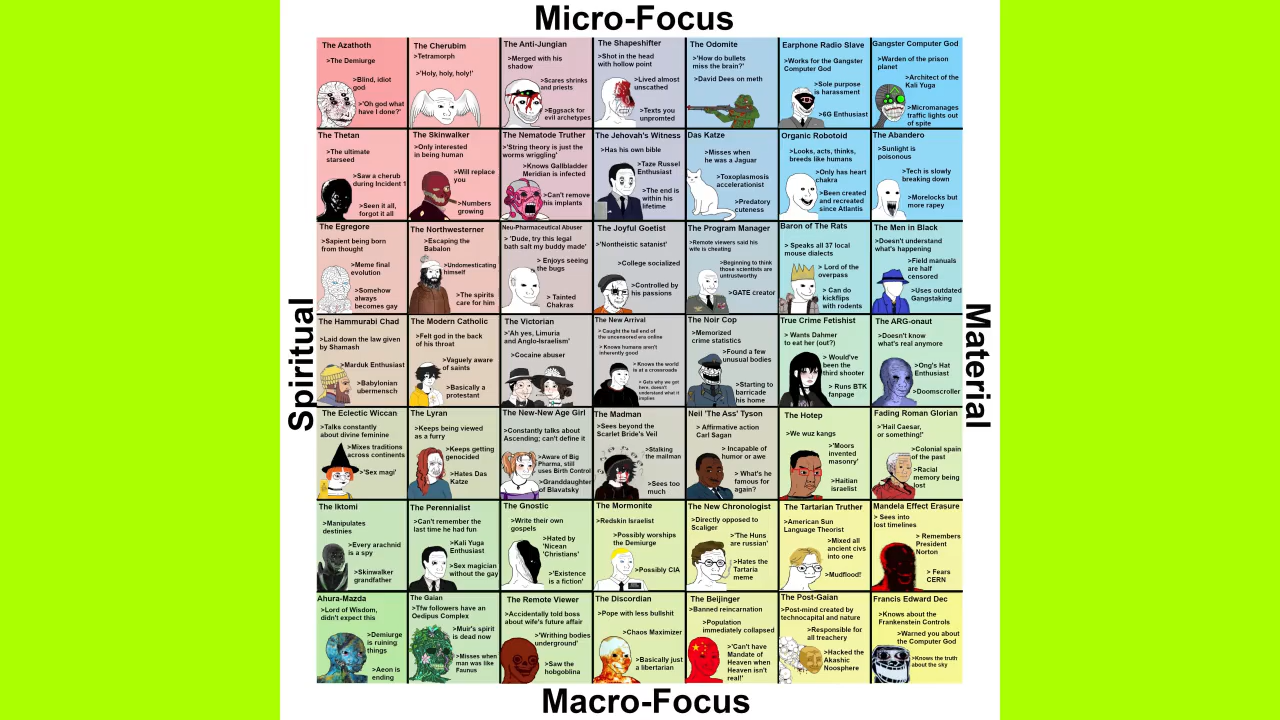 Micro-Focus
Spiritual
Material
The Azathoth
>The Demiurge
>Blind, idiot
god
>'Oh god what
have I done?'
The Cherubim
>Tetramorph
>'Holy, holy, holy!'
The Anti-Jungian
>Merged with his
shadow
>Scares shrinks
and priests
>Eggsack for
evil archetypes
The Shapeshifter
>Shot in the head
with hollow point
>Lived almost
unscathed
>Texts you
unpromted
The Odomite
>'How do bullets
miss the brain?'
>David Dees on meth
Earphone Radio Slave
>Works for the Gangster
Computer God
>Sole purpose
is harassment
>6G Enthusiast
Gangster Computer God
>Warden of the prison
planet
>Architect of the
Kali Yuga
>Micromanages
traffic lights out
of spite
The Thetan
>The ultimate
starseed
>Saw a cherub
during Incident 1
>Seen it all,
forgot it all
The Skinwalker
>Only interested
in being human
>Will replace
you
>Numbers
growing
The Nematode Truther
>'String theory is just the
worms wriggling'
>Knows Gallbladder
Meridian is infected
>Can't remove
his implants
The Jehovah's Witness
>Has his own bible
>Taze Russel
Enthusiast
>The end is
within his
lifetime
Das Katze
>Misses when
he was a Jaguar
>Toxoplasmosis
accelerationist
>Predatory
cuteness
Organic Robotoid
>Looks, acts, thinks,
breeds like humans
>Only has heart
chakra
>Been created
and recreated
since Atlantis
The Abandero
>Sunlight is
poisonous
>Tech is slowly
breaking down
>Morelocks but
more rapey
The Egregore
>Sapient being born
from thought
>Meme final
evolution
>Somehow
always
becomes gay
The Northwesterner
>Escaping the
Babalon
>Undomesticating
himself
>The spirits
care for him
Neu-Pharmaceutical Abuser
> 'Dude, try this legal
bath salt my buddy made'
> Enjoys seeing
the bugs
> Tainted
Chakras
The Joyful Goetist
>'Nontheistic satanist'
>College socialized
>Controlled by
his passions
The Program Manager
>Remote viewers said his
wife is cheating
>Beginning to think
those scientists are
untrustworthy
>GATE creator
Baron of The Rats
> Speaks all 37 local
mouse dialects
> Lord of the
overpass
> Can do
kickflips
with rodents
The Men in Black
>Doesn't understand
what's happening
>Field manuals
are half
censored
>Uses outdated
Gangstaking
The Hammurabi Chad
>Laid down the law given
by Shamash
>Marduk Enthusiast
>Babylonian
ubermensch
The Modern Catholic
>Felt god in the back
of his throat
>Vaguely aware
of saints
>Basically a
protestant
The Victorian
>'Ah yes, Limuria
and Anglo-Israelism'
>Cocaine abuser
The New Arrival
> Caught the tail end of
the uncensored era online
> Knows humans aren't
inherently good
> Knows the world
is at a crossroads
> Gets why we got
here, doesn't
understand what it
implies
The Noir Cop
>Memorized
crime statistics
>Found a few
unusual bodies
>Starting to
barricade
his home
True Crime Fetishist
> Wants Dahmer
to eat her (out?)
> Would've
been the
third shooter
> Runs BTK
fanpage
The ARG-onaut
>Doesn't know
what's real anymore
>Ong's Hat
Enthusiast
>Doomscroller
The Eclectic Wiccan
>Talks constantly
about divine feminine
>Mixes traditions
across continents
>'Sex magi'
The Lyran
>Keeps being viewed
as a furry
>Keeps getting
genocided
>Hates Das
Katze
The New-New Age Girl
>Constantly talks about
Ascending; can't define it
>Aware of Big
Pharma, still
uses Birth Control
>Granddaughter
of Blavatsky
The Madman
>Sees beyond the
Scarlet Bride's Veil
>Stalking
the mailman
>Sees too
much
Neil 'The Ass' Tyson
> Affirmative action
Carl Sagan
> Incapable of
humor or awe
> What's he
famous for
again?
The Hotep
>We wuz kangs
>'Moors
invented
masonry'
>Haitian
israelist
Fading Roman Glorian
>'Hail Caesar,
or something!'
>Colonial spain
of the past
>Racial
memory being
lost
The Iktomi
>Manipulates
destinies
>Every arachnid
is a spy
>Skinwalker
grandfather
The Perennialist
>Can't remember the
last time he had fun
>Kali Yuga
Enthusiast
>Sex magician
without the gay
The Gnostic
>Write their own
gospels
>Hated by
'Nicean
'Christians'
>'Existence
is a fiction'
The Mormonite
>Redskin Israelist
>Possibly worships
the Demiurge
>Possibly CIA
The New Chronologist
>Directly opposed to
Scaliger
>'The Huns
are russian'
>Hates the
Tartaria
meme
The Tartarian Truther
>American Sun
Language Theorist
>Mixed all
ancient civs
into one
>Mudflood!
Mandela Effect Erasure
> Sees into
lost timelines
> Remembers
President
Norton
> Fears
CERN
Ahura-Mazda
>Lord of Wisdom,
didn't expect this
>Demiurge
is ruining
things
>Aeon is
ending
The Gaian
>Tfw followers have an
Oedipus Complex
>Muir's spirit
is dead now
>Misses when
man was like
Faunus
The Remote Viewer
>Accidentally told boss
about wife's future affair
>'Writhing bodies
underground'
>Saw the
hobgoblina
The Discordian
>Pope with less bullshit
>Chaos Maximizer
>Basically just
a libertarian
The Beijinger
>Banned reincarnation
>Population
immediately collapsed
>'Can't have
Mandate of
Heaven when
Heaven isn't
real!'
The Post-Gaian
>Post-mind created by
technocapital and nature
>Responsible for
all treachery
>Hacked the
Akashic
Noosphere
Francis Edward Dec
>Knows about the
Frankenstein Controls
>Warned you about
the Computer God
>Knows the truth
about the sky
Macro-Focus